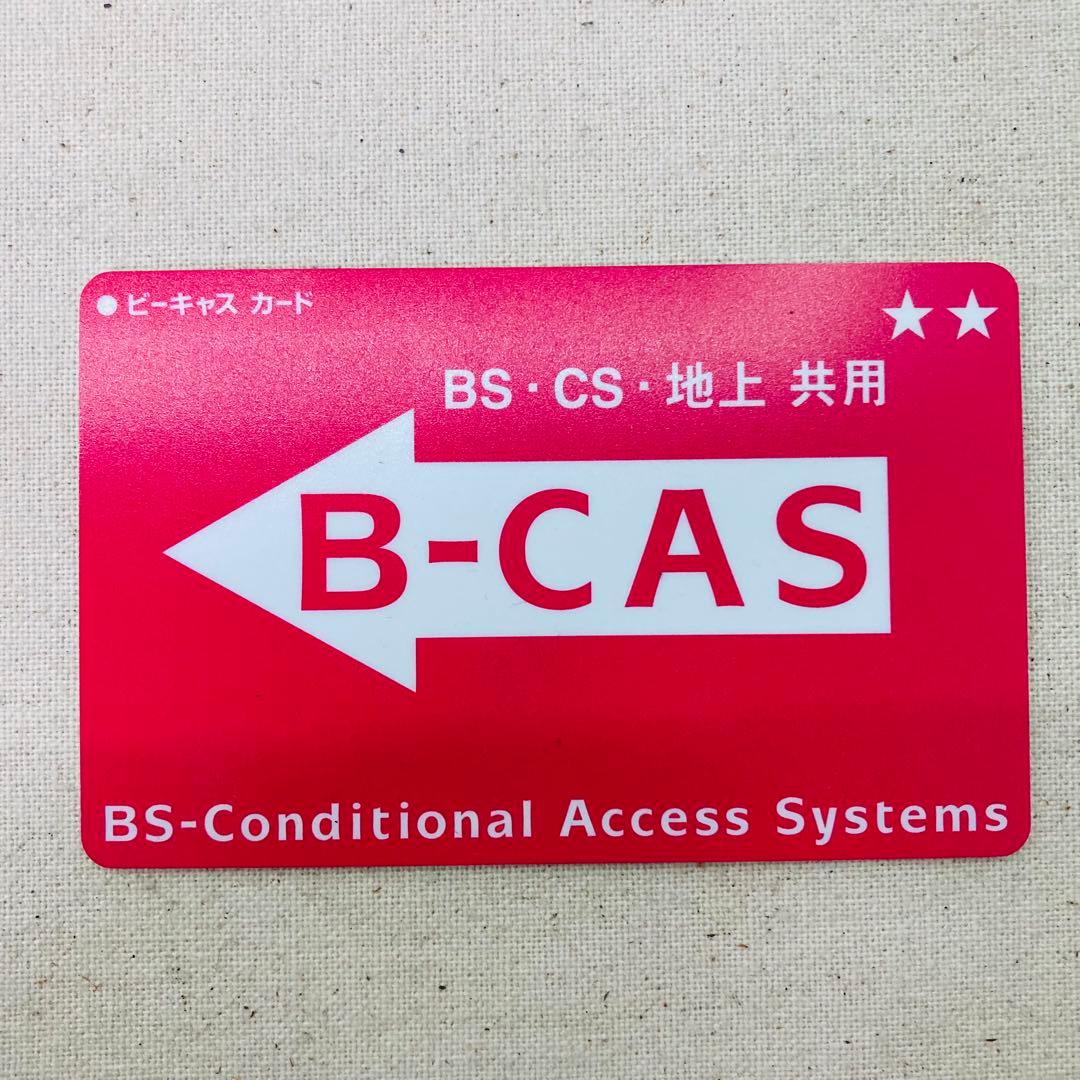 ●ビーキャス カード
★★
BS・CS・地上 共用
B-CAS
BS-Conditional Access Systems